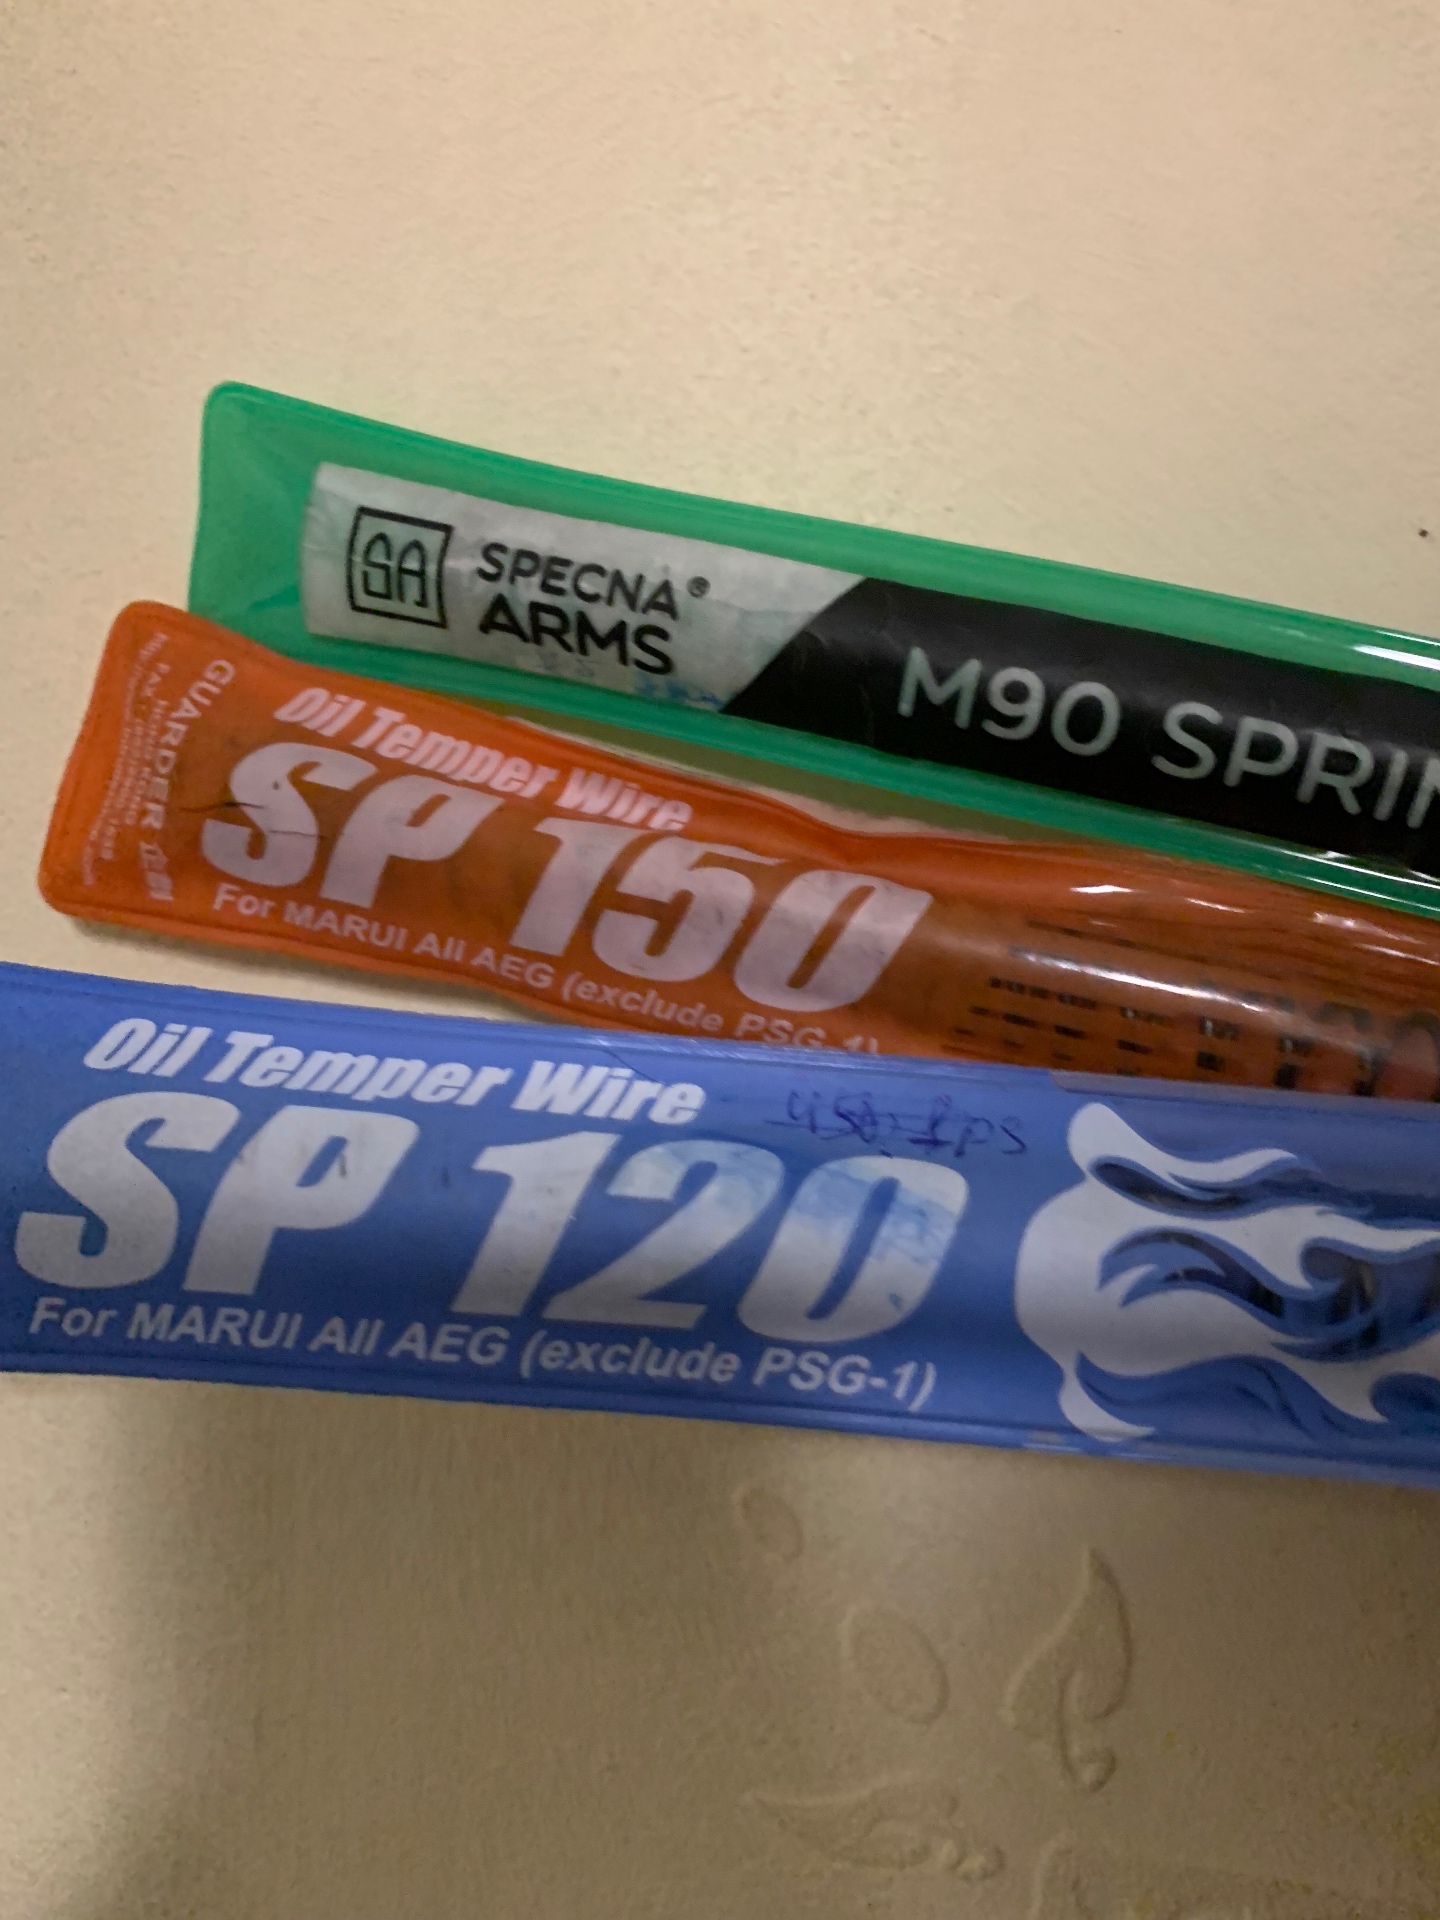 SA
SPECNA®
ARMS
M90 SPRIN
GUARDER
Oil Temper Wire
SP 150
For MARUI All AEG (exclude PSG-1)
Oil Temper Wire
SP 120
For MARUI All AEG (exclude PSG-1)